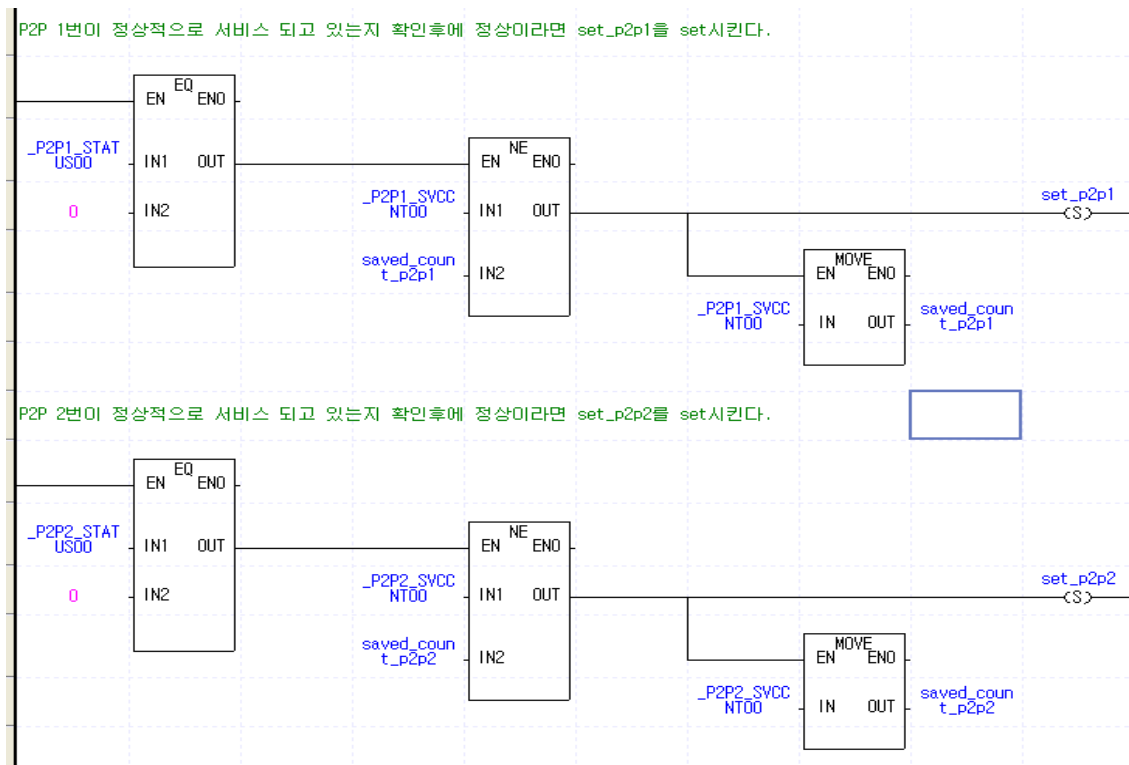 P2P 1번이 정상적으로 서비스 되고 있는지 확인후에 정상이라면 set_p2p1을 set시킨다.
EQ
EN ENO
_P2P1_STAT
US00
IN1 OUT
0
IN2
NE
EN ENO
_P2P1_SVCC
NT00
IN1 OUT
saved_coun
t_p2p1
IN2
set_p2p1
(S)
MOVE
EN ENO
_P2P1_SVCC
NT00
IN OUT
saved_coun
t_p2p1
P2P 2번이 정상적으로 서비스 되고 있는지 확인후에 정상이라면 set_p2p2를 set시킨다.
EQ
EN ENO
_P2P2_STAT
US00
IN1 OUT
0
IN2
NE
EN ENO
_P2P2_SVCC
NT00
IN1 OUT
saved_coun
t_p2p2
IN2
set_p2p2
(S)
MOVE
EN ENO
_P2P2_SVCC
NT00
IN OUT
saved_coun
t_p2p2